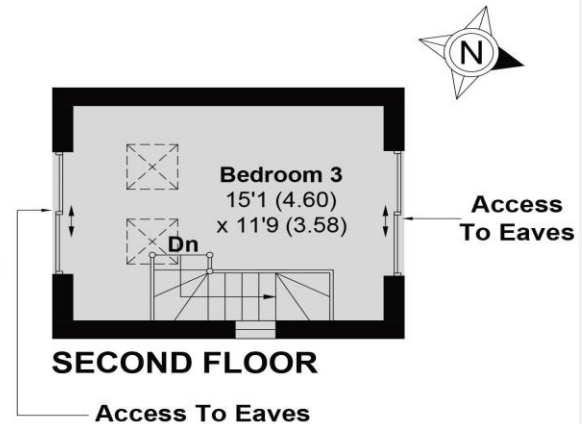 N
Bedroom 3
15'1 (4.60)
x 11'9 (3.58)
Dn
Access
To Eaves
SECOND FLOOR
Access To Eaves